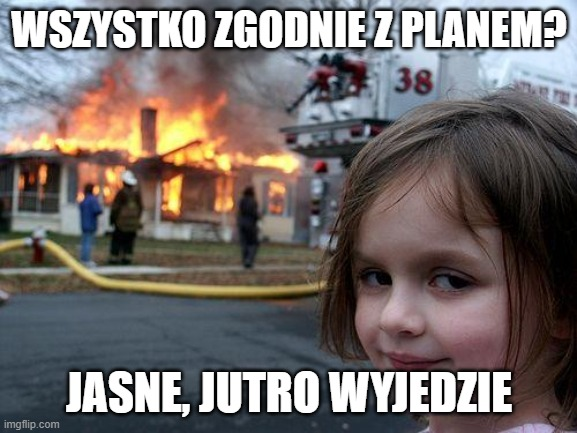 WSZYSTKO ZGODNIE Z PLANEM?
38
JASNE, JUTRO WYJEDZIE
imgflip.com